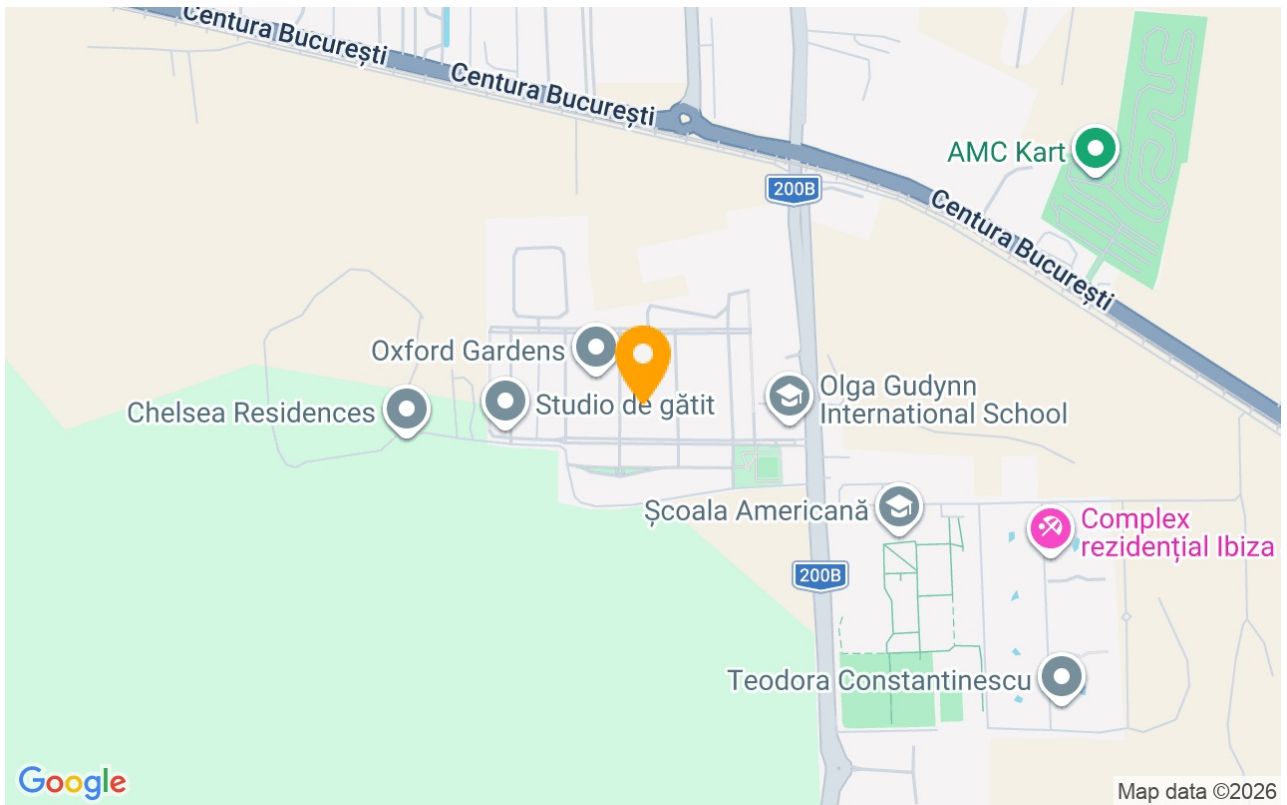 Centura București
Centura București
AMC Kart
200B
Centura București
Oxford Gardens
Chelsea Residences
Studio de gătit
Olga Gudynn
International School
Școala Americană
Complex
rezidențial Ibiza
200B
Teodora Constantinescu
Google
Map data ©2026